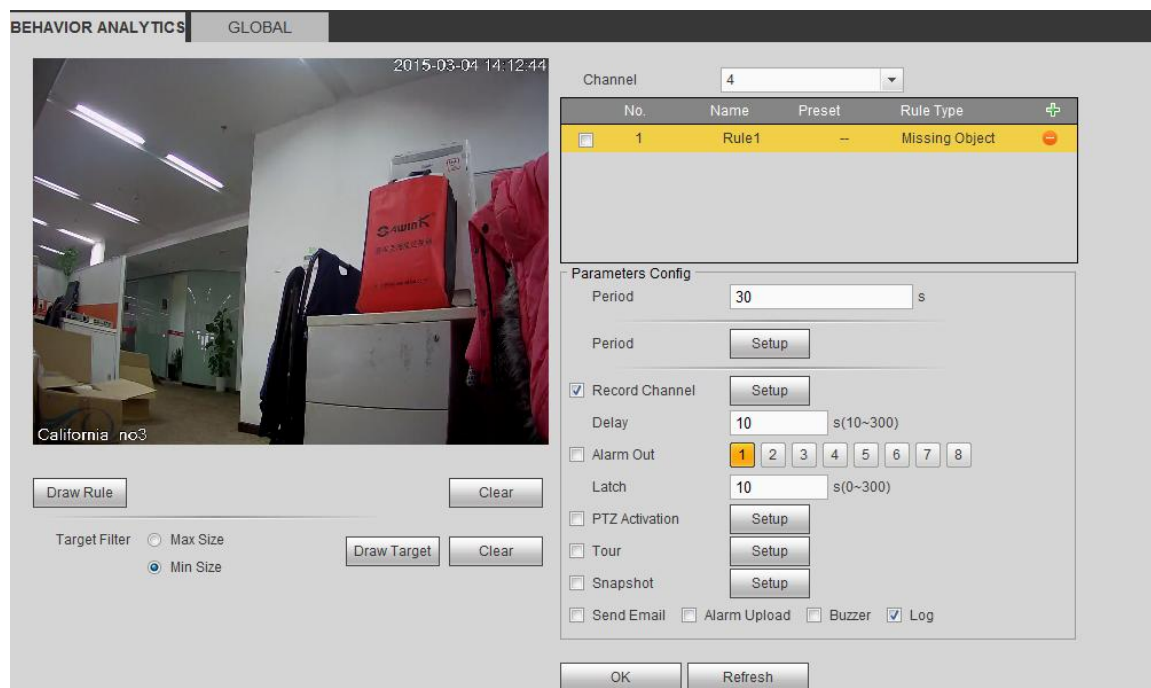 BEHAVIOR ANALYTICS GLOBAL
2015-03-04 14:12:44
SawinK
California no3
Draw Rule Clear
Target Filter Max Size
Min Size
Draw Target Clear
Channel 4
No. Name Preset Rule Type
1 Rule1 -- Missing Object
Parameters Config
Period 30 s
Period Setup
Record Channel Setup
Delay 10 s(10~300)
Alarm Out 1 2 3 4 5 6 7 8
Latch 10 s(0~300)
PTZ Activation Setup
Tour Setup
Snapshot Setup
Send Email Alarm Upload Buzzer Log
OK Refresh